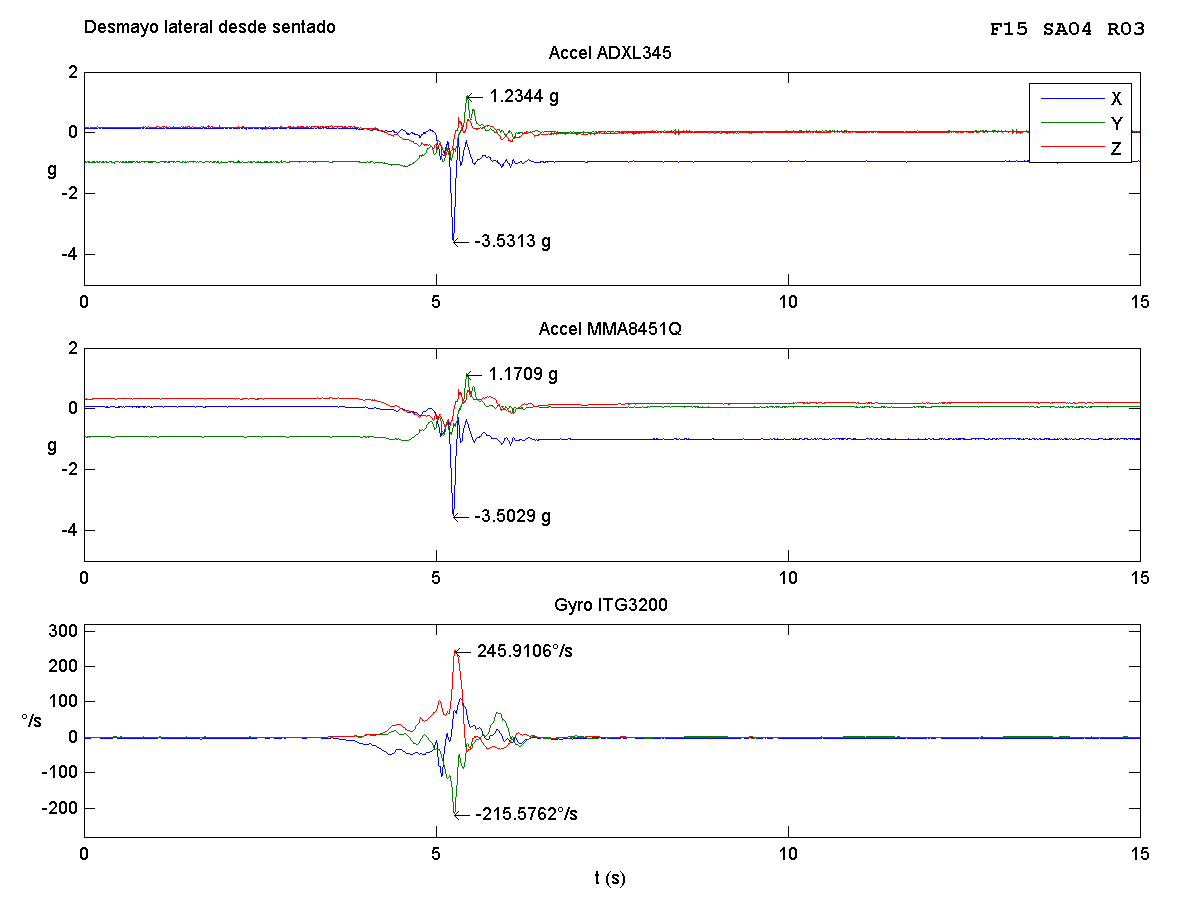 Desmayo lateral desde sentado
F15 SA04 R03
Accel ADXL345
2
0
-2
-4
g
1.2344 g
-3.5313 g
X
Y
Z
0
5
10
15
Accel MMA8451Q
2
0
-2
-4
g
1.1709 g
-3.5029 g
0
5
10
15
Gyro ITG3200
300
200
100
0
-100
-200
°/s
245.9106°/s
-215.5762°/s
0
5
10
15
t (s)